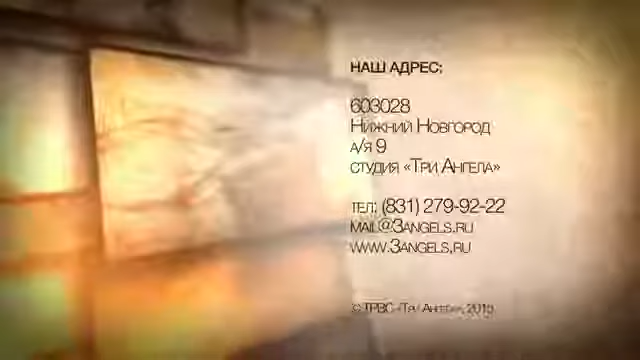 НАШ АДРЕС:
603028
Нижний Новгород
а/я 9
студия «Три Ангела»
тел: (831) 279-92-22
mail@3angels.ru
www.3angels.ru
© ТРВС «Три Ангела», 2015